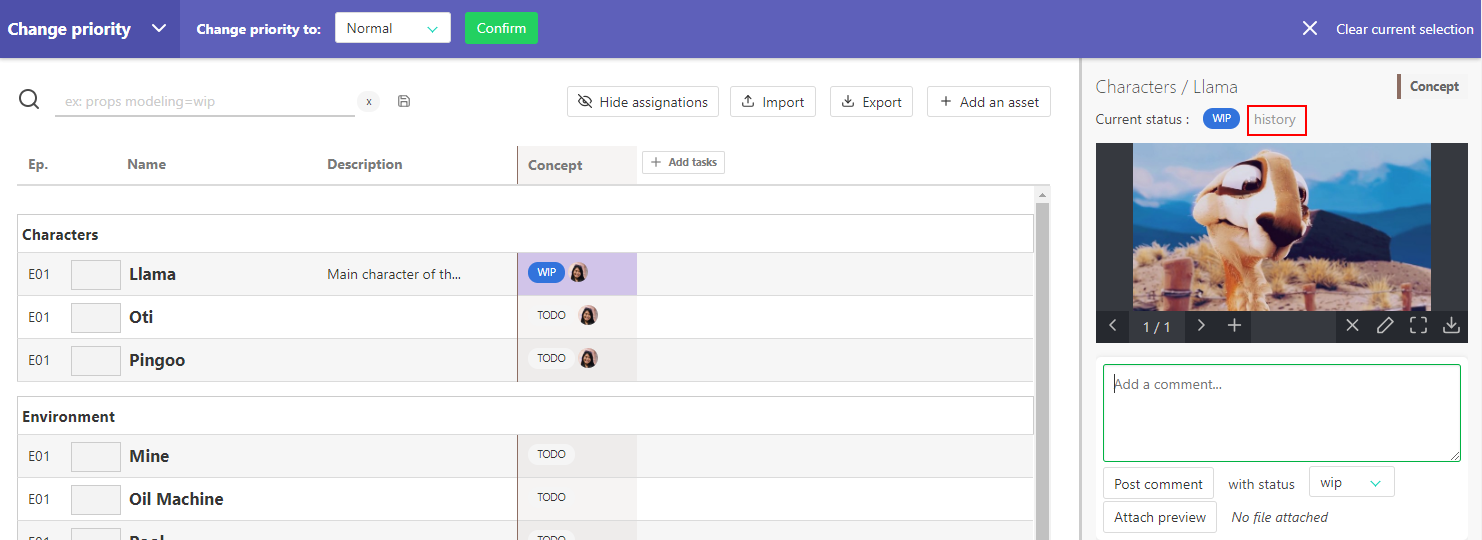 Change priority
Change priority to: Normal Confirm
Clear current selection
ex: props modeling=wip x
Hide assignations Import Export Add an asset
Ep. Name Description Concept Add tasks
Characters
E01 Llama Main character of th... WIP
E01 Oti TODO
E01 Pingoo TODO
Environment
E01 Mine TODO
E01 Oil Machine TODO
Characters / Llama Concept
Current status : WIP history
1 / 1
Add a comment...
Post comment with status wip
Attach preview No file attached